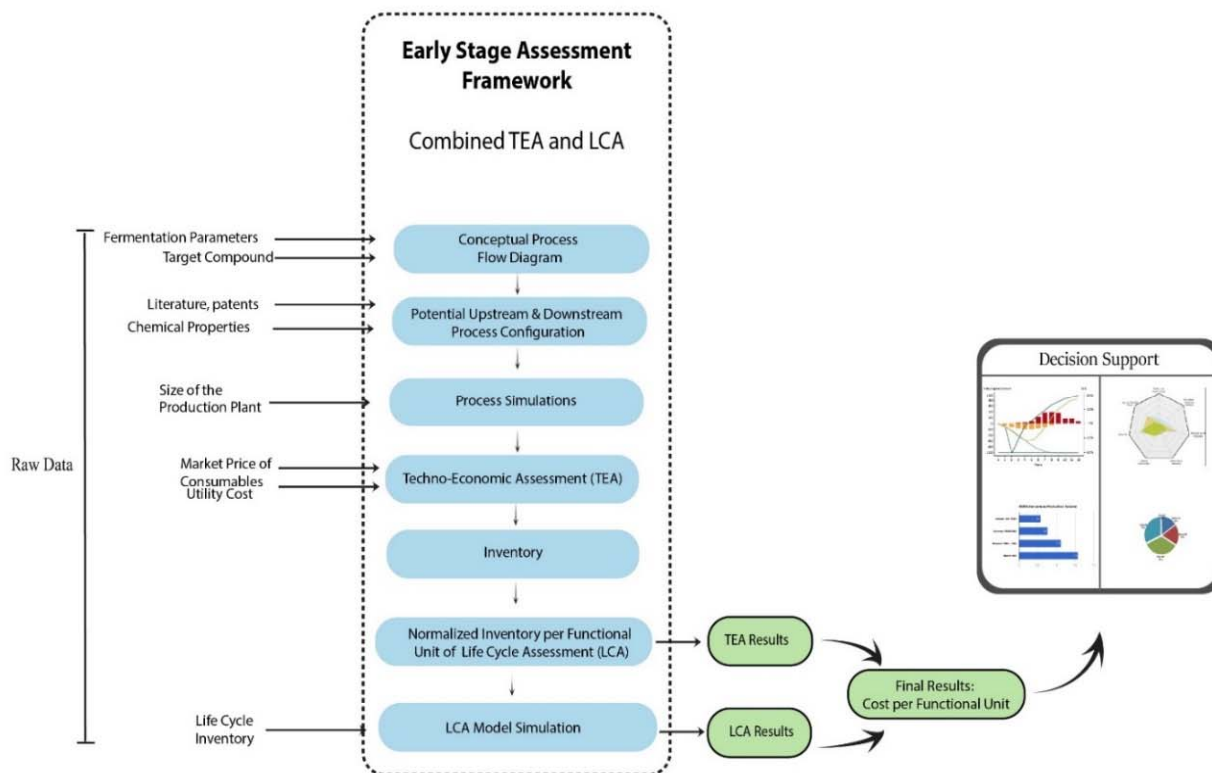 Early Stage Assessment
Framework
Combined TEA and LCA
Raw Data
Fermentation Parameters
Target Compound
Conceptual Process
Flow Diagram
Literature, patents
Chemical Properties
Potential Upstream & Downstream
Process Configuration
Size of the
Production Plant
Process Simulations
Market Price of
Consumables
Utility Cost
Techno-Economic Assessment (TEA)
Inventory
Normalized Inventory per Functional
Unit of Life Cycle Assessment (LCA)
TEA Results
Life Cycle
Inventory
LCA Model Simulation
LCA Results
Final Results:
Cost per Functional Unit
Decision Support